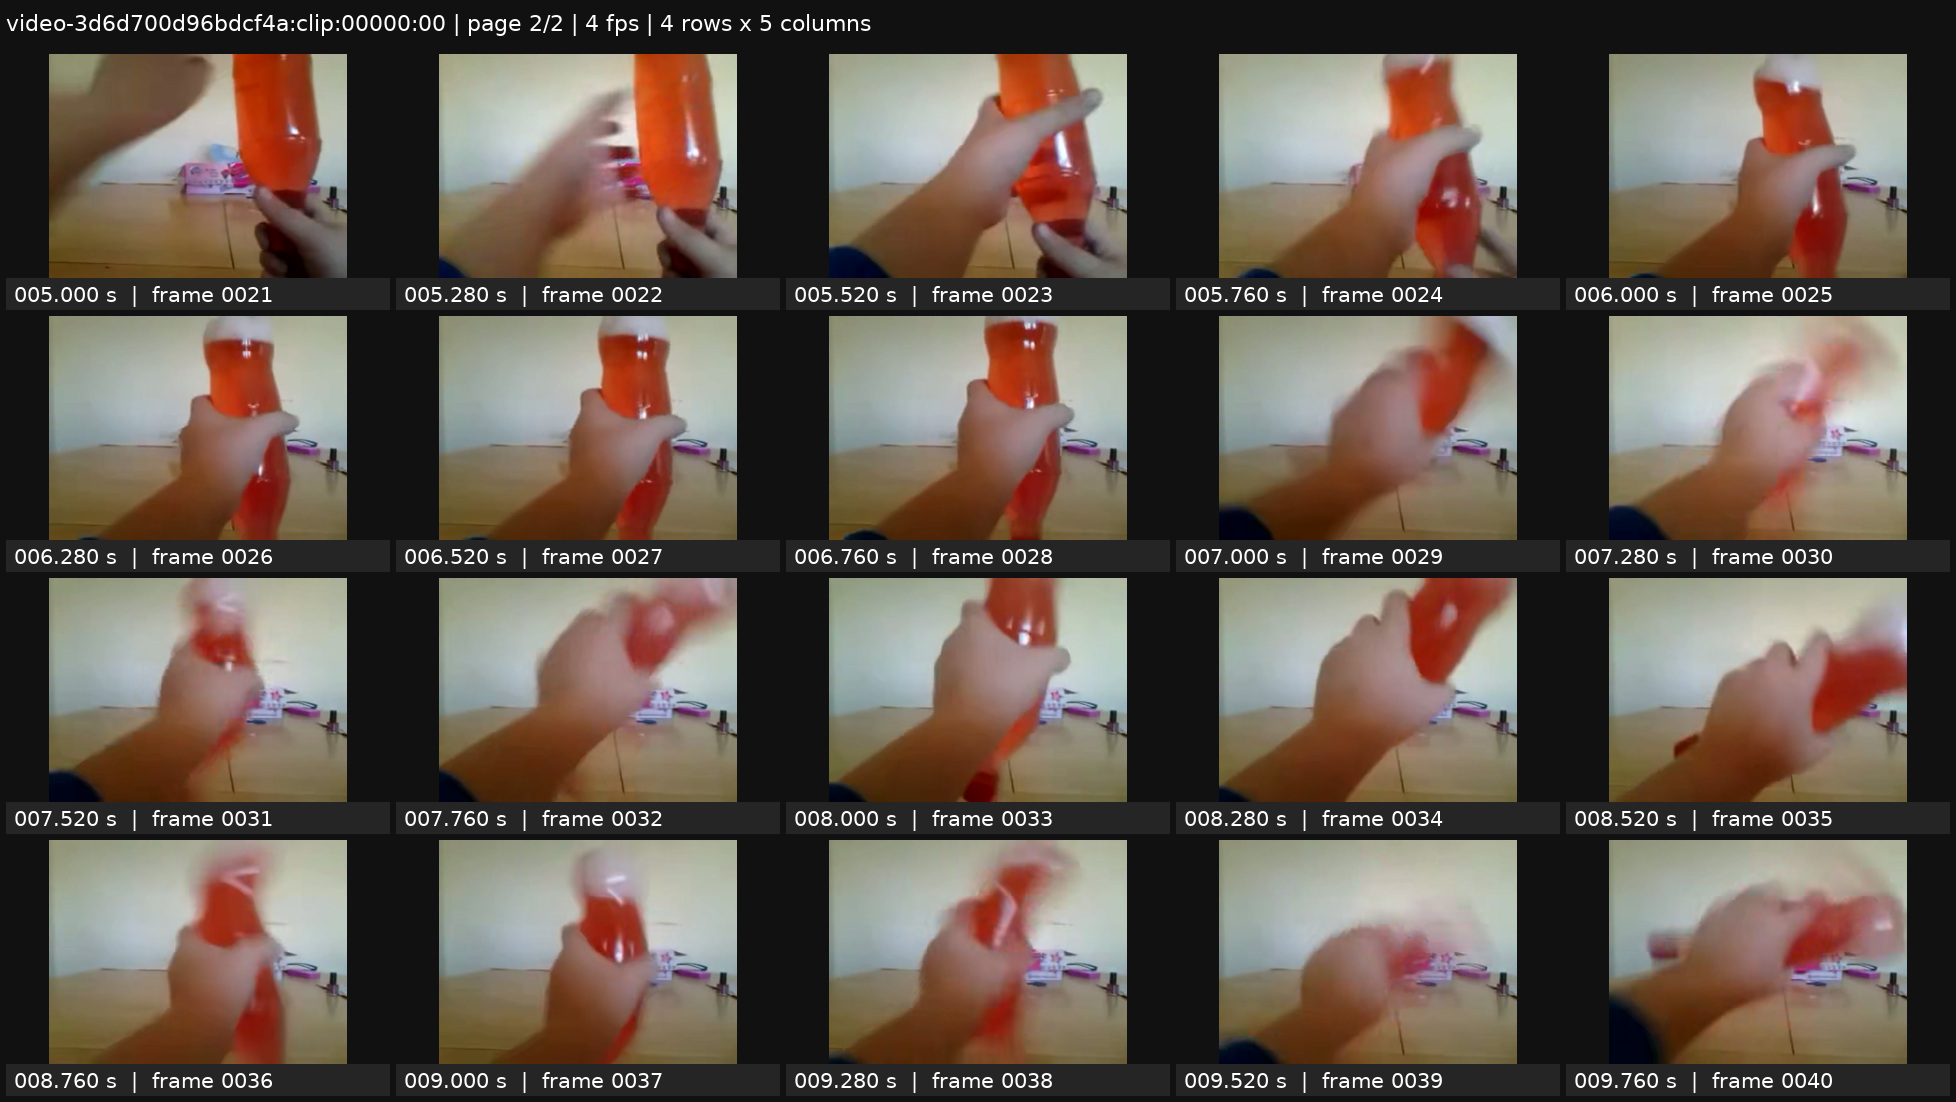 video-3d6d700d96bdcf4a:clip:00000:00 | page 2/2 | 4 fps | 4 rows x 5 columns
005.000 s | frame 0021
005.280 s | frame 0022
005.520 s | frame 0023
005.760 s | frame 0024
006.000 s | frame 0025
006.280 s | frame 0026
006.520 s | frame 0027
006.760 s | frame 0028
007.000 s | frame 0029
007.280 s | frame 0030
007.520 s | frame 0031
007.760 s | frame 0032
008.000 s | frame 0033
008.280 s | frame 0034
008.520 s | frame 0035
008.760 s | frame 0036
009.000 s | frame 0037
009.280 s | frame 0038
009.520 s | frame 0039
009.760 s | frame 0040